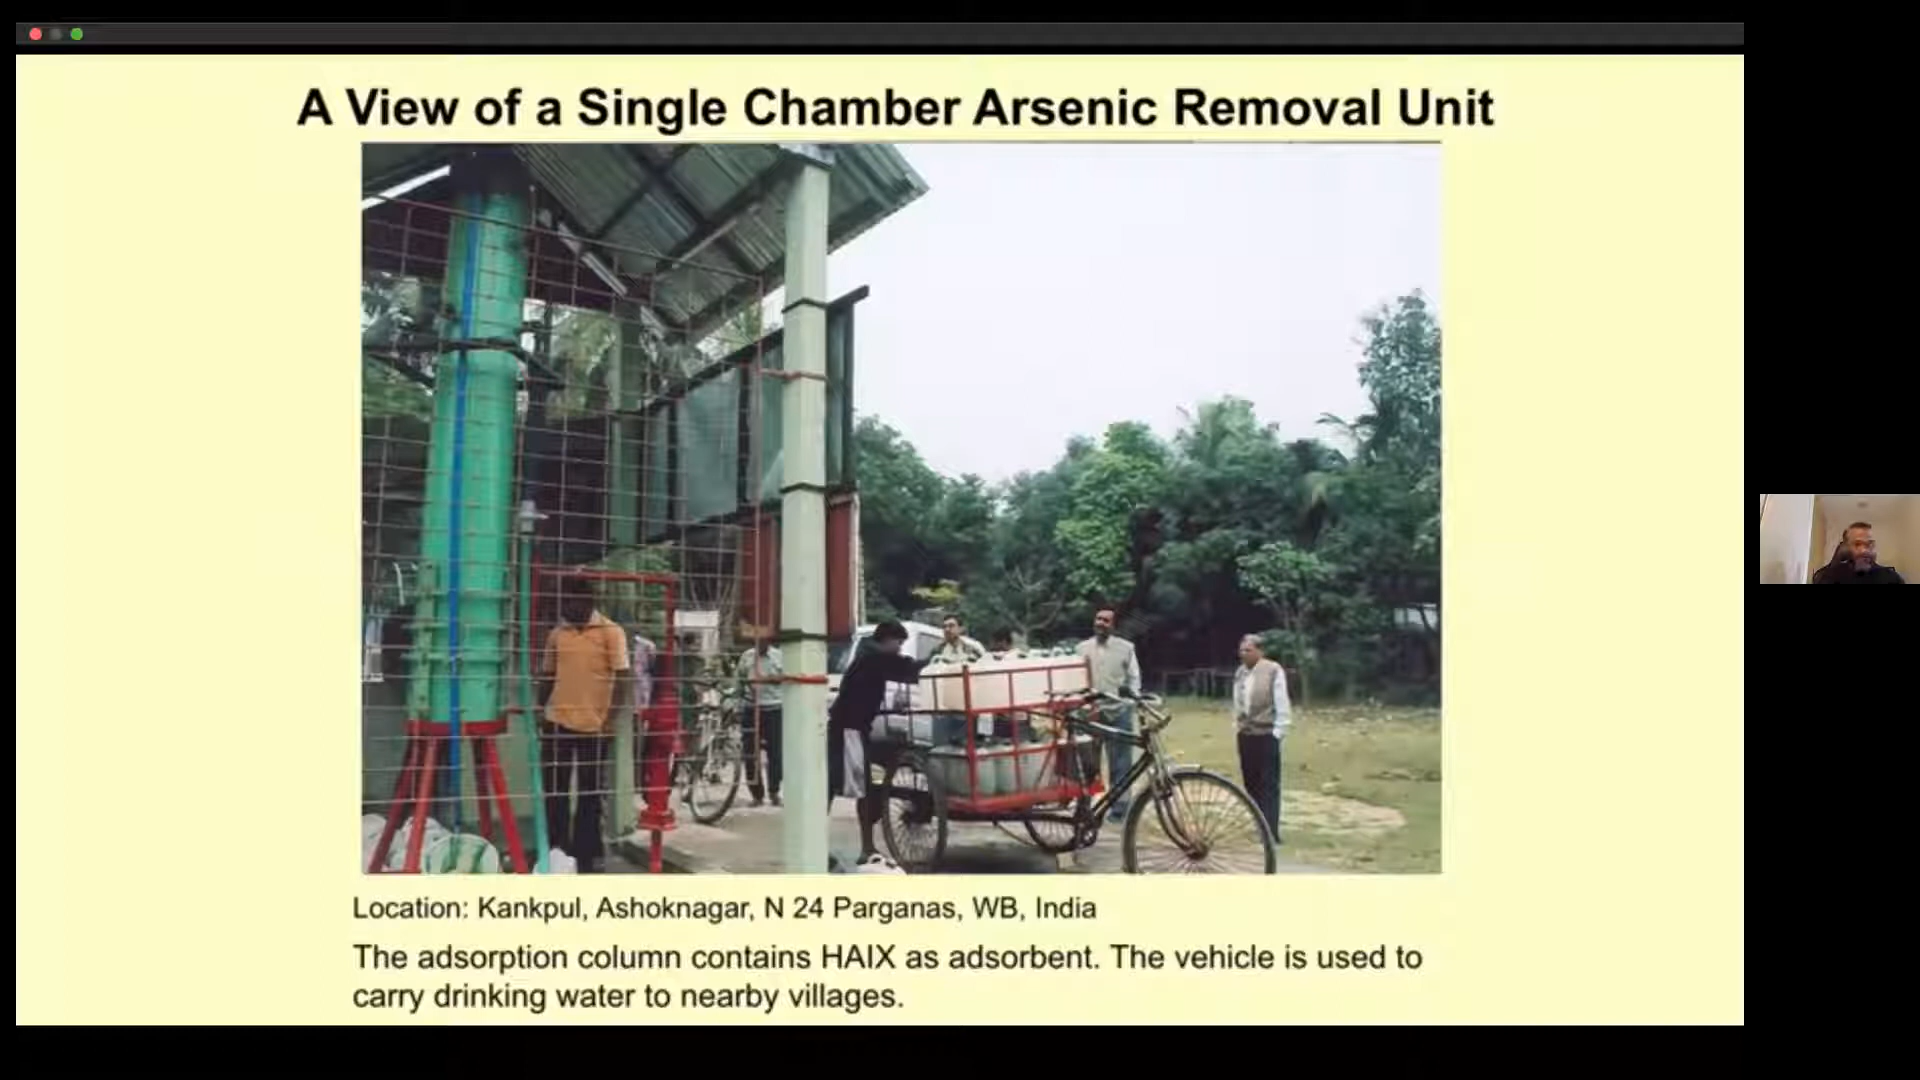 A View of a Single Chamber Arsenic Removal Unit
Location: Kankpul, Ashoknagar, N 24 Parganas, WB, India
The adsorption column contains HAIX as adsorbent. The vehicle is used to
carry drinking water to nearby villages.